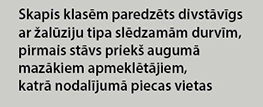 Skapis klasēm paredzēts divstāvīgs
ar žalūziju tipa slēdzamām durvīm,
pirmais stāvs priekš augumā
mazākiem apmeklētājiem,
katrā nodalījumā piecas vietas